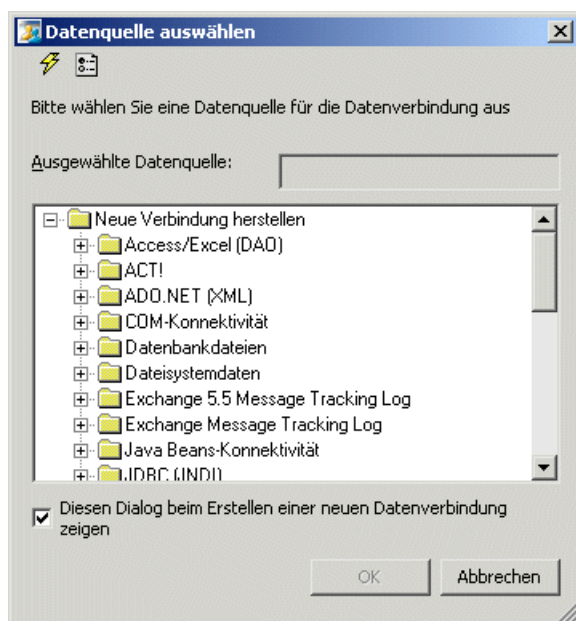 Datenquelle auswählen
Bitte wählen Sie eine Datenquelle für die Datenverbindung aus
Ausgewählte Datenquelle:
Neue Verbindung herstellen
Access/Excel (DAO)
ACT!
ADO.NET (XML)
COM-Konnektivität
Datenbankdateien
Dateisystemdaten
Exchange 5.5 Message Tracking Log
Exchange Message Tracking Log
Java Beans-Konnektivität
JDBC (JNDI)
Diesen Dialog beim Erstellen einer neuen Datenverbindung
zeigen
OK
Abbrechen